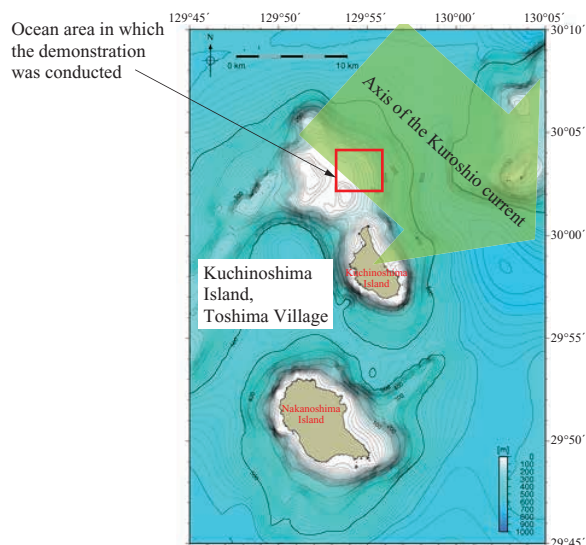 Ocean area in which
the demonstration
was conducted
129°45´
129°50´
129°55´
130°00´
130°05´
30°10´
30°05´
30°00´
29°55´
29°50´
29°45´
N
0 km
10 km
Axis of the Kuroshio current
Kuchinoshima
Island
Kuchinoshima
Island,
Toshima Village
Nakanoshima
Island
[m]
0
100
200
300
400
500
600
700
800
900
1000